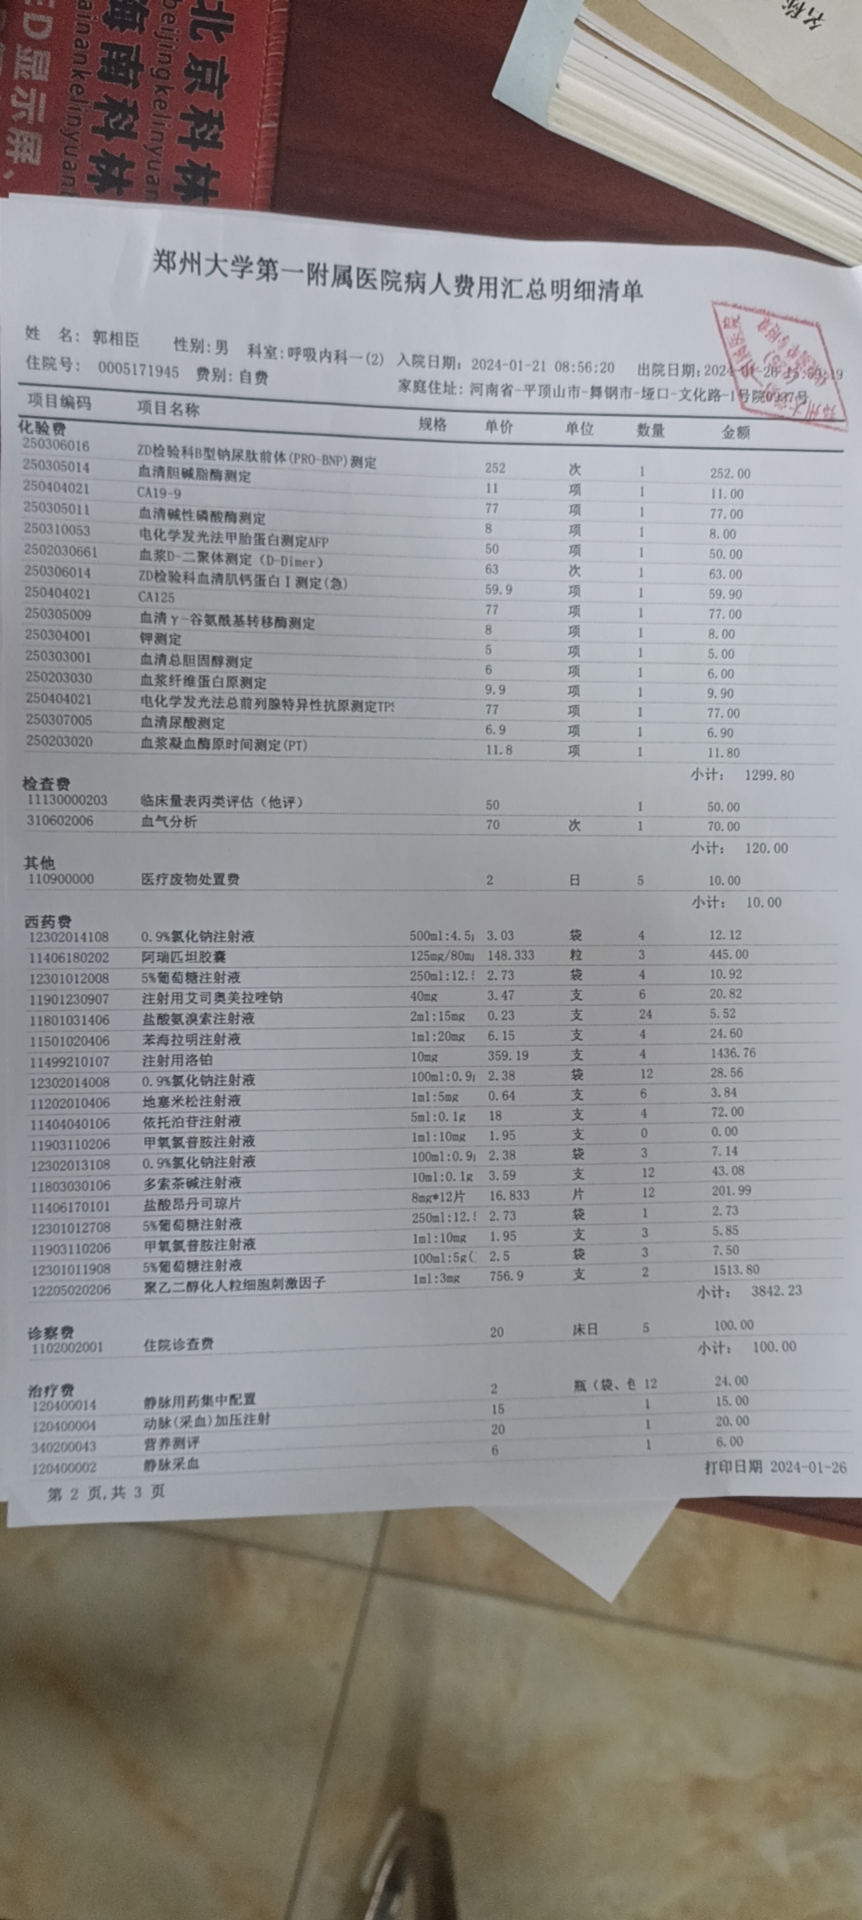 北京科林
beijingkelinyuan
海南科林
ainankelinyuan
ED显示屏、
名称
郑州大学第一附属医院病人费用汇总明细清单
姓 名: 郭相臣 性别:男 科室:呼吸内科一(2) 入院日期: 2024-01-21 08:56:20 出院日期:2024-01-26
住院号: 0005171945 费别:自费 家庭住址: 河南省-平顶山市-舞钢市-垭口-文化路-1号院0937号
项目编码 项目名称 规格 单价 单位 数量 金额
化验费
250306016 ZD检验科B型钠尿肽前体(PRO-BNP)测定 252 次 1 252.00
250305014 血清胆碱脂酶测定 11 项 1 11.00
250404021 CA19-9 77 项 1 77.00
250305011 血清碱性磷酸酶测定 8 项 1 8.00
250310053 电化学发光法甲胎蛋白测定AFP 50 项 1 50.00
2502030661 血浆D-二聚体测定（D-Dimer） 63 次 1 63.00
250306014 ZD检验科血清肌钙蛋白Ⅰ测定(急) 59.9 项 1 59.90
250404021 CA125 77 项 1 77.00
250305009 血清γ-谷氨酰基转移酶测定 8 项 1 8.00
250304001 钾测定 5 项 1 5.00
250303001 血清总胆固醇测定 6 项 1 6.00
250203030 血浆纤维蛋白原测定 9.9 项 1 9.90
250404021 电化学发光法总前列腺特异性抗原测定TPS 77 项 1 77.00
250307005 血清尿酸测定 6.9 项 1 6.90
250203020 血浆凝血酶原时间测定(PT) 11.8 项 1 11.80
小计: 1299.80
检查费
11130000203 临床量表丙类评估（他评） 50 1 50.00
310602006 血气分析 70 次 1 70.00
小计: 120.00
其他
110900000 医疗废物处置费 2 日 5 10.00
小计: 10.00
西药费
12302014108 0.9%氯化钠注射液 500ml:4.5 3.03 袋 4 12.12
11406180202 阿瑞匹坦胶囊 125mg/80m 148.333 粒 3 445.00
12301012008 5%葡萄糖注射液 250ml:12. 2.73 袋 4 10.92
11901230907 注射用艾司奥美拉唑钠 40mg 3.47 支 6 20.82
11801031406 盐酸氨溴索注射液 2ml:15mg 0.23 支 24 5.52
11501020406 苯海拉明注射液 1ml:20mg 6.15 支 4 24.60
11499210107 注射用洛铂 10mg 359.19 支 4 1436.76
12302014008 0.9%氯化钠注射液 100ml:0.9 2.38 袋 12 28.56
11202010406 地塞米松注射液 1ml:5mg 0.64 支 6 3.84
11404040106 依托泊苷注射液 5ml:0.1g 18 支 4 72.00
11903110206 甲氧氯普胺注射液 1ml:10mg 1.95 支 0 0.00
12302013108 0.9%氯化钠注射液 100ml:0.9 2.38 袋 3 7.14
11803030106 多索茶碱注射液 10ml:0.1g 3.59 支 12 43.08
11406170101 盐酸昂丹司琼片 8mg*12片 16.833 片 12 201.99
12301012708 5%葡萄糖注射液 250ml:12. 2.73 袋 1 2.73
11903110206 甲氧氯普胺注射液 1ml:10mg 1.95 支 3 5.85
12301011908 5%葡萄糖注射液 100ml:5g( 2.5 袋 3 7.50
12205020206 聚乙二醇化人粒细胞刺激因子 1ml:3mg 756.9 支 2 1513.80
小计: 3842.23
诊察费
1102002001 住院诊查费 20 床日 5 100.00
小计: 100.00
治疗费
120400014 静脉用药集中配置 2 瓶（袋、 12 24.00
120400004 动脉(采血)加压注射 15 1 15.00
340200043 营养测评 20 1 20.00
120400002 静脉采血 6 1 6.00
第 2 页,共 3 页 打印日期 2024-01-26